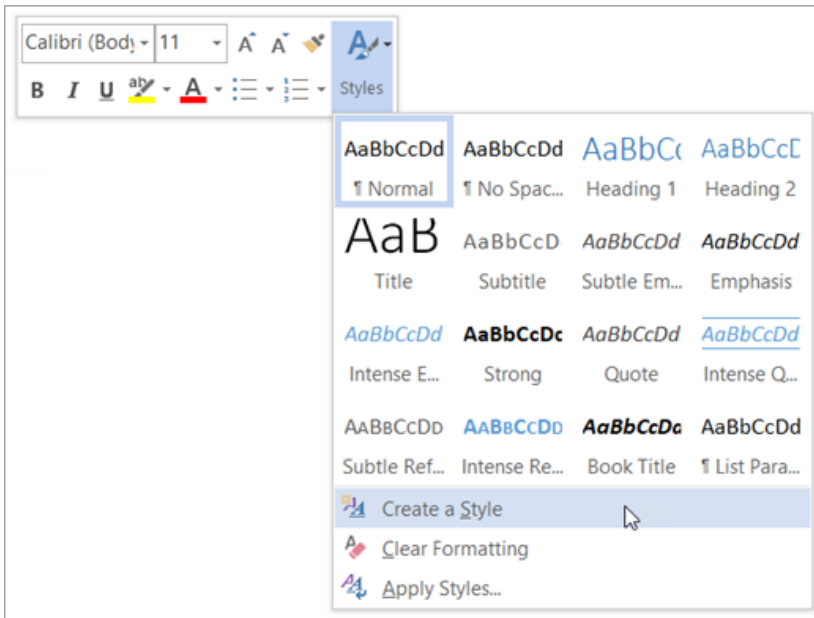 Calibri (Body 11 A A
B I U aby A Styles
AaBbCcDd AaBbCcDd AaBbCc AaBbCcD
¶ Normal ¶ No Spac... Heading 1 Heading 2
AaB AaBbCcD AaBbCcDd AaBbCcDd
Title Subtitle Subtle Em... Emphasis
AaBbCcDd AaBbCcDc AaBbCcDd AaBbCcDd
Intense E... Strong Quote Intense Q...
AaBbCcDd AaBbCcDd AaBbCcDd AaBbCcDd
Subtle Ref... Intense Re... Book Title ¶ List Para...
Create a Style
Clear Formatting
Apply Styles...